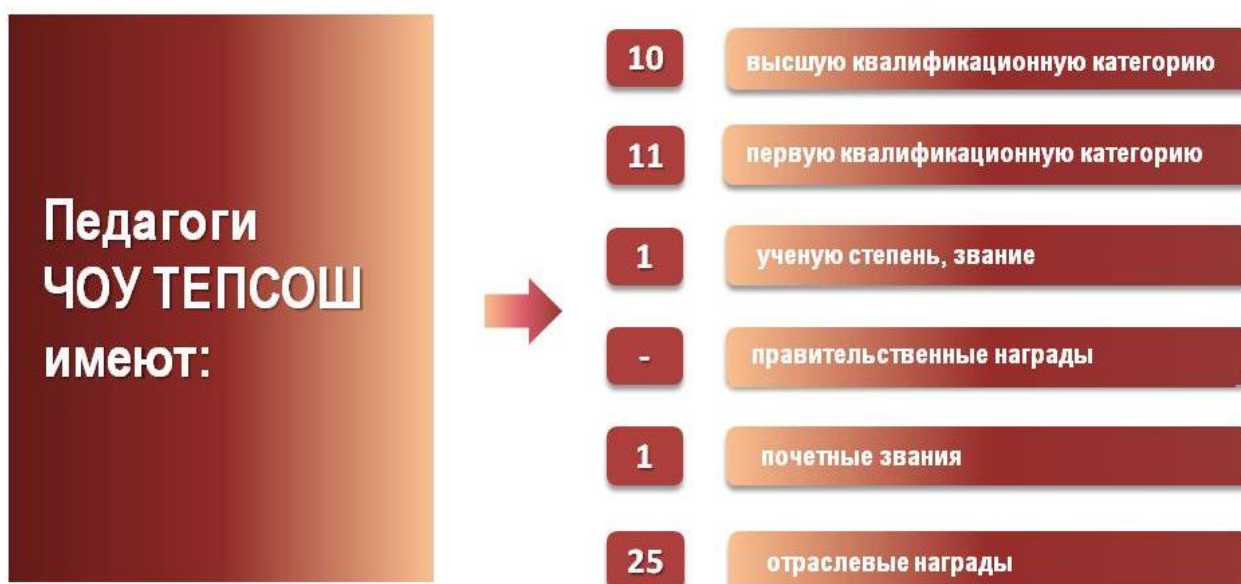 Педагоги
ЧОУ ТЕПСОШ
имеют:
10 высшую квалификационную категорию
11 первую квалификационную категорию
1 ученую степень, звание
- правительственные награды
1 почетные звания
25 отраслевые награды